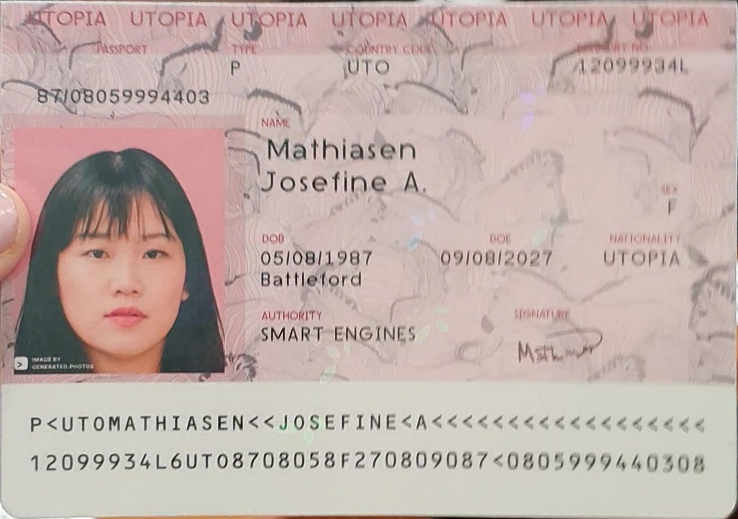 UTOPIA UTOPIA UTOPIA UTOPIA UTOPIA UTOPIA UTOPIA
PASSPORT TYPE COUNTRY CODE PASSPORT NO
P UTO 12099934L
87/08059994403
NAME
Mathiasen
Josefine A.
SEX
F
DOB DOE NATIONALITY
05/08/1987 09/08/2027 UTOPIA
Battleford
AUTHORITY SIGNATURE
SMART ENGINES
IMAGE BY
GENERATED.PHOTOS
P<UTOMATHIASEN<<JOSEFINE<A<<<<<<<<<<<<<<<<<<
12099934L6UTO8708058F270809087<0805999440308